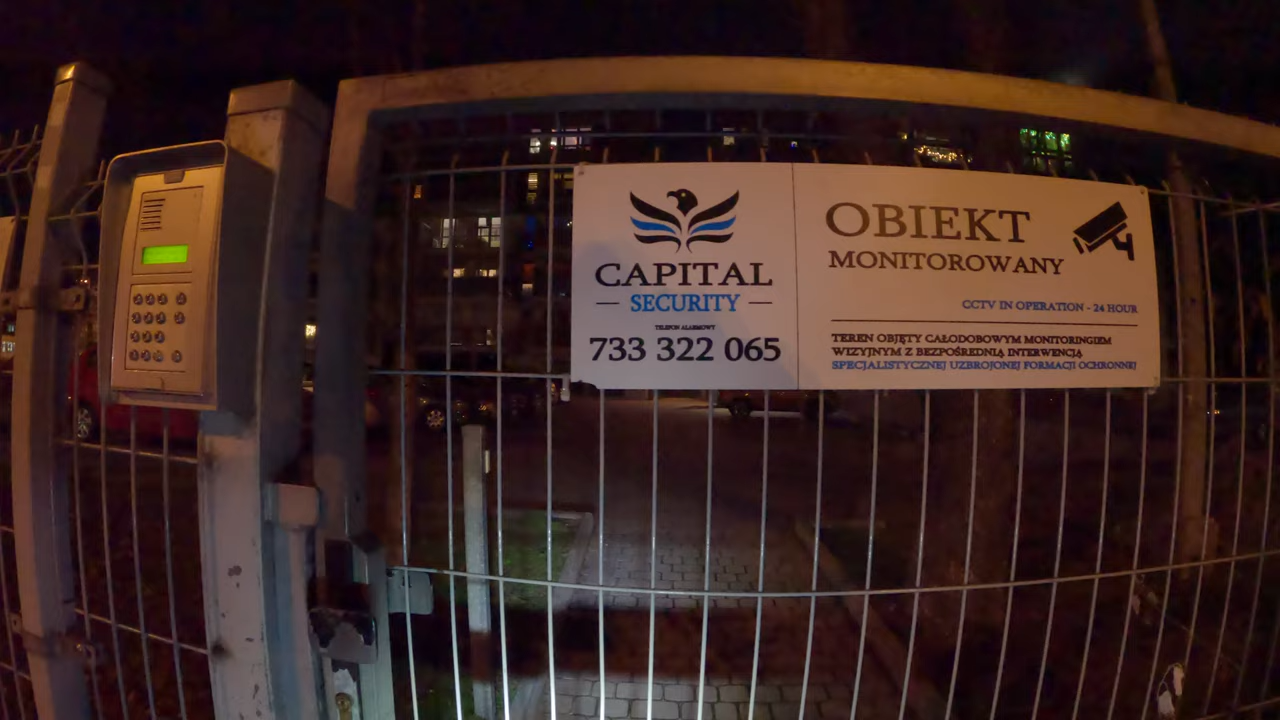 CAPITAL
SECURITY
TELEFON ALARMOWY
733 322 065
OBIEKT
MONITOROWANY
CCTV IN OPERATION - 24 HOUR
TEREN OBJĘTY CAŁODOBOWYM MONITORINGIEM
WIZYJNYM Z BEZPOŚREDNIĄ INTERWENCJĄ
SPECJALISTYCZNEJ UZBROJONEJ FORMACJI OCHRONNEJ